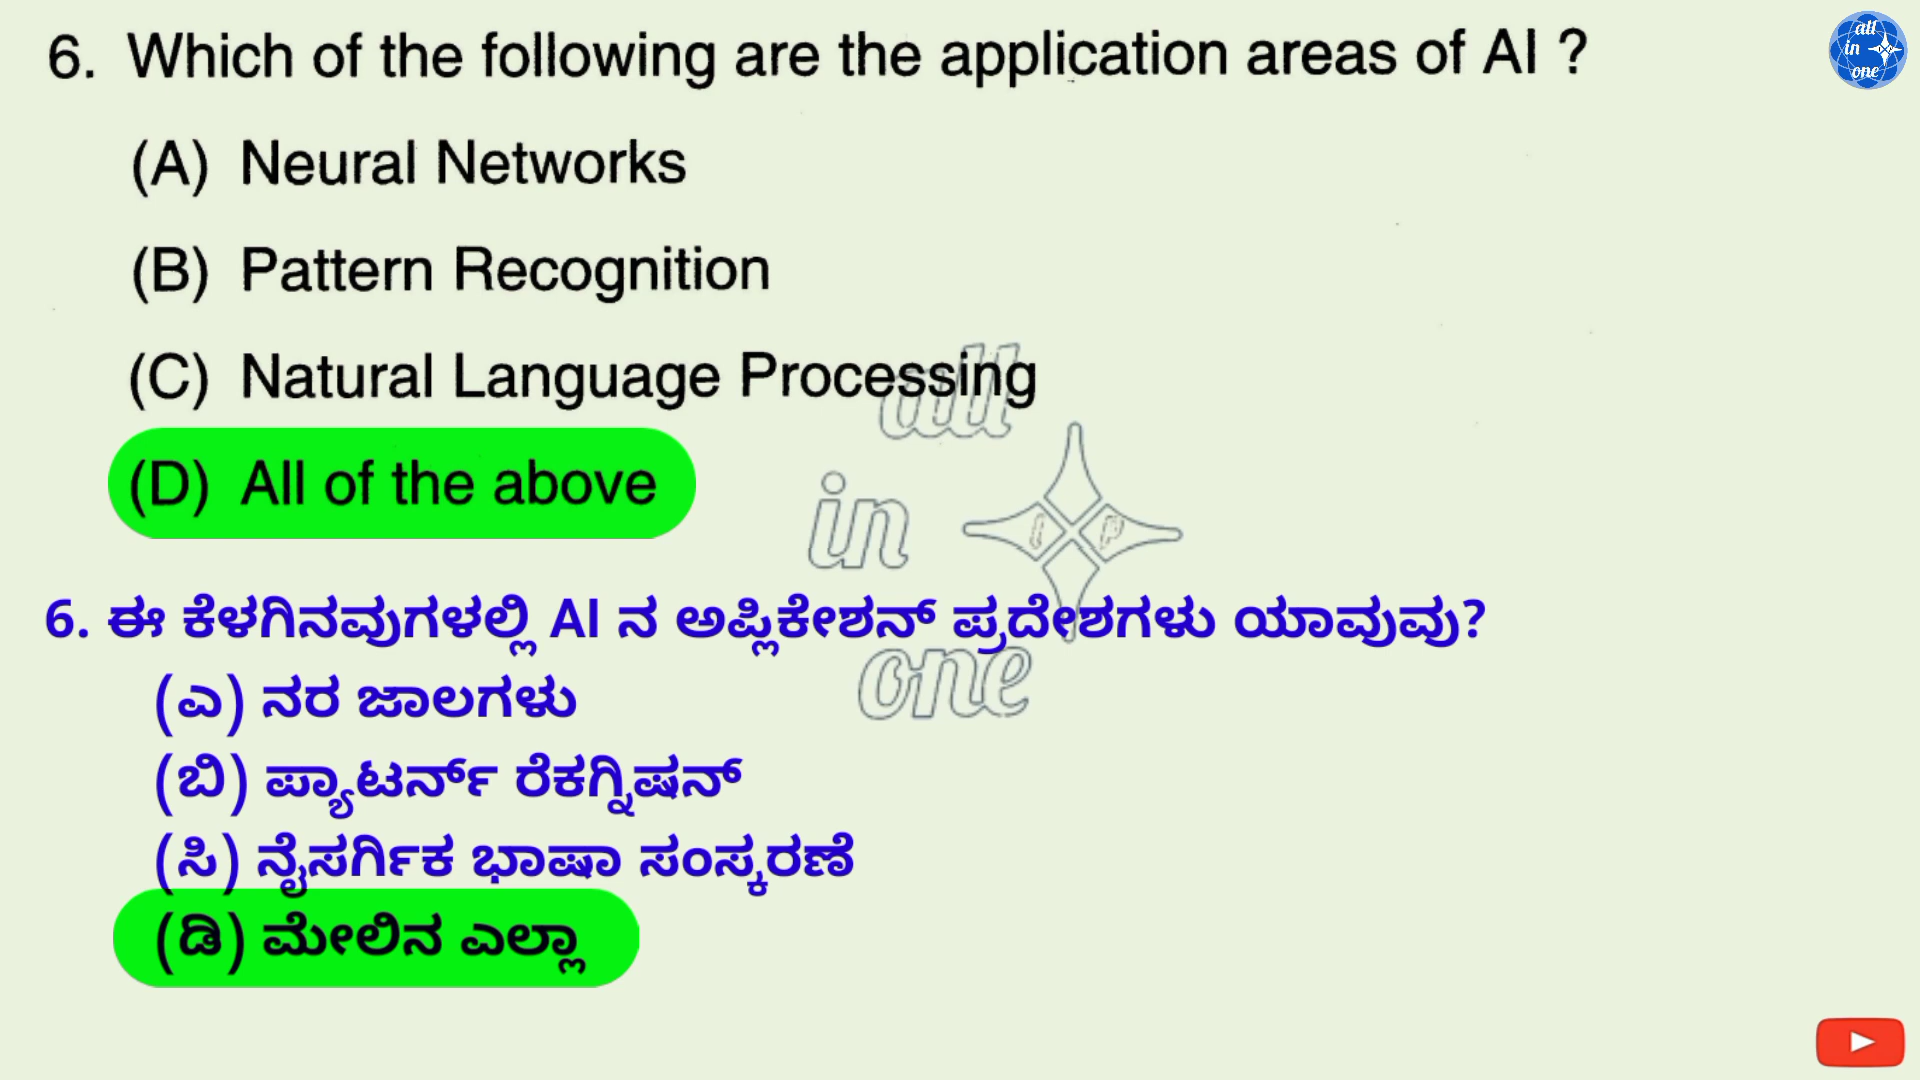 6. Which of the following are the application areas of AI ?
all
in
one
(A) Neural Networks
(B) Pattern Recognition
(C) Natural Language Processing
all
(D) All of the above
in
I P
6. ಈ ಕೆಳಗಿನವುಗಳಲ್ಲಿ AI ನ ಅಪ್ಲಿಕೇಶನ್ ಪ್ರದೇಶಗಳು ಯಾವುವು?
one
(ಎ) ನರ ಜಾಲಗಳು
(ಬಿ) ಪ್ಯಾಟರ್ನ್ ರೆಕಗ್ನಿಷನ್
(ಸಿ) ನೈಸರ್ಗಿಕ ಭಾಷಾ ಸಂಸ್ಕರಣೆ
(ಡಿ) ಮೇಲಿನ ಎಲ್ಲಾ